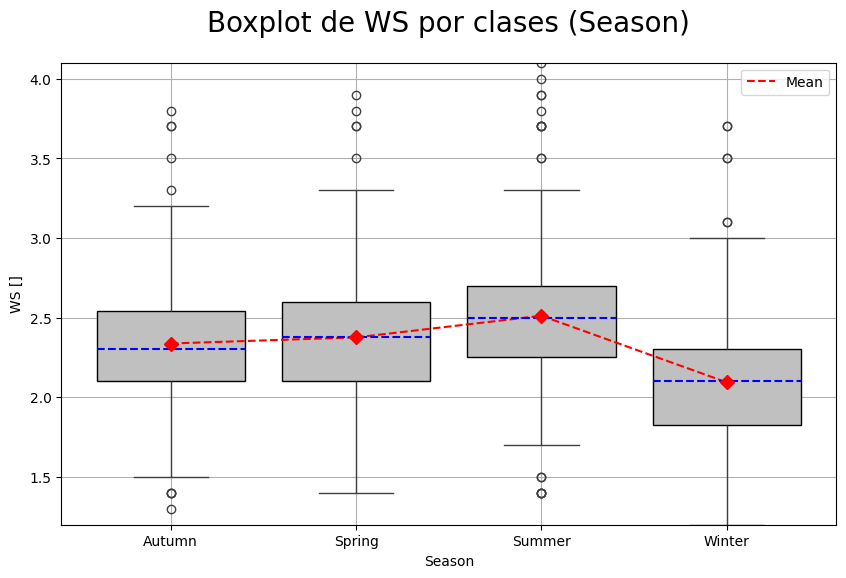 Boxplot de WS por clases (Season)
Mean
4.0
3.5
3.0
2.5
2.0
1.5
WS []
Autumn Spring Summer Winter
Season